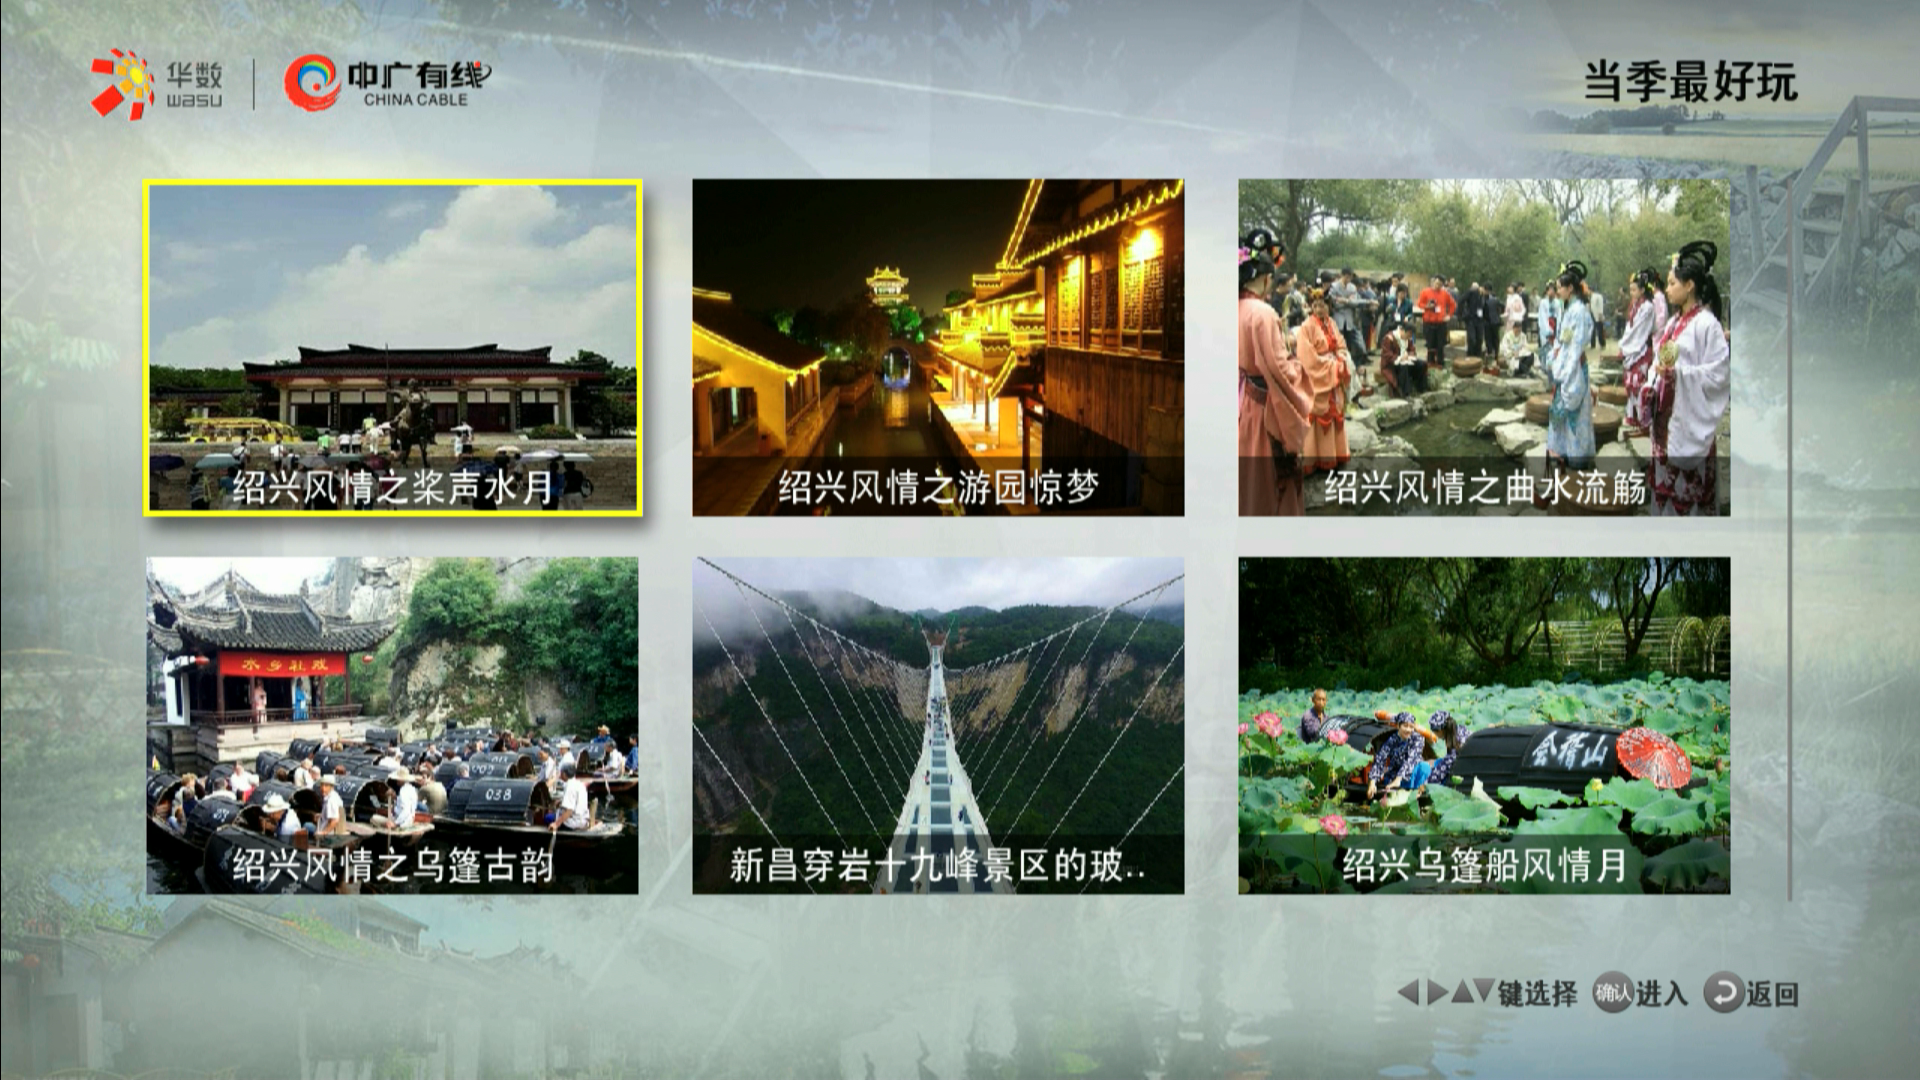 华数
wasu
中广有线
CHINA CABLE
当季最好玩
绍兴风情之桨声水月
绍兴风情之游园惊梦
绍兴风情之曲水流觞
水乡社戏
038
绍兴风情之乌篷古韵
新昌穿岩十九峰景区的玻..
会稽山
绍兴乌篷船风情月
键选择
确认
进入
返回